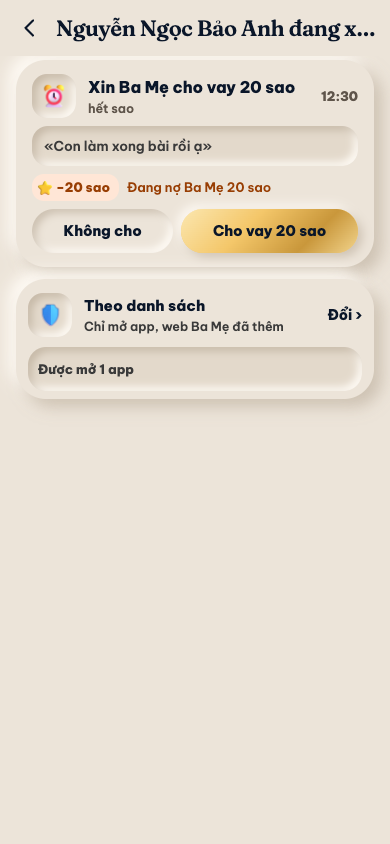 Nguyễn Ngọc Bảo Anh đang x...
Xin Ba Mẹ cho vay 20 sao
hết sao
12:30
«Con làm xong bài rồi ạ»
−20 sao
Đang nợ Ba Mẹ 20 sao
Không cho
Cho vay 20 sao
Theo danh sách
Chỉ mở app, web Ba Mẹ đã thêm
Đổi ›
Được mở 1 app